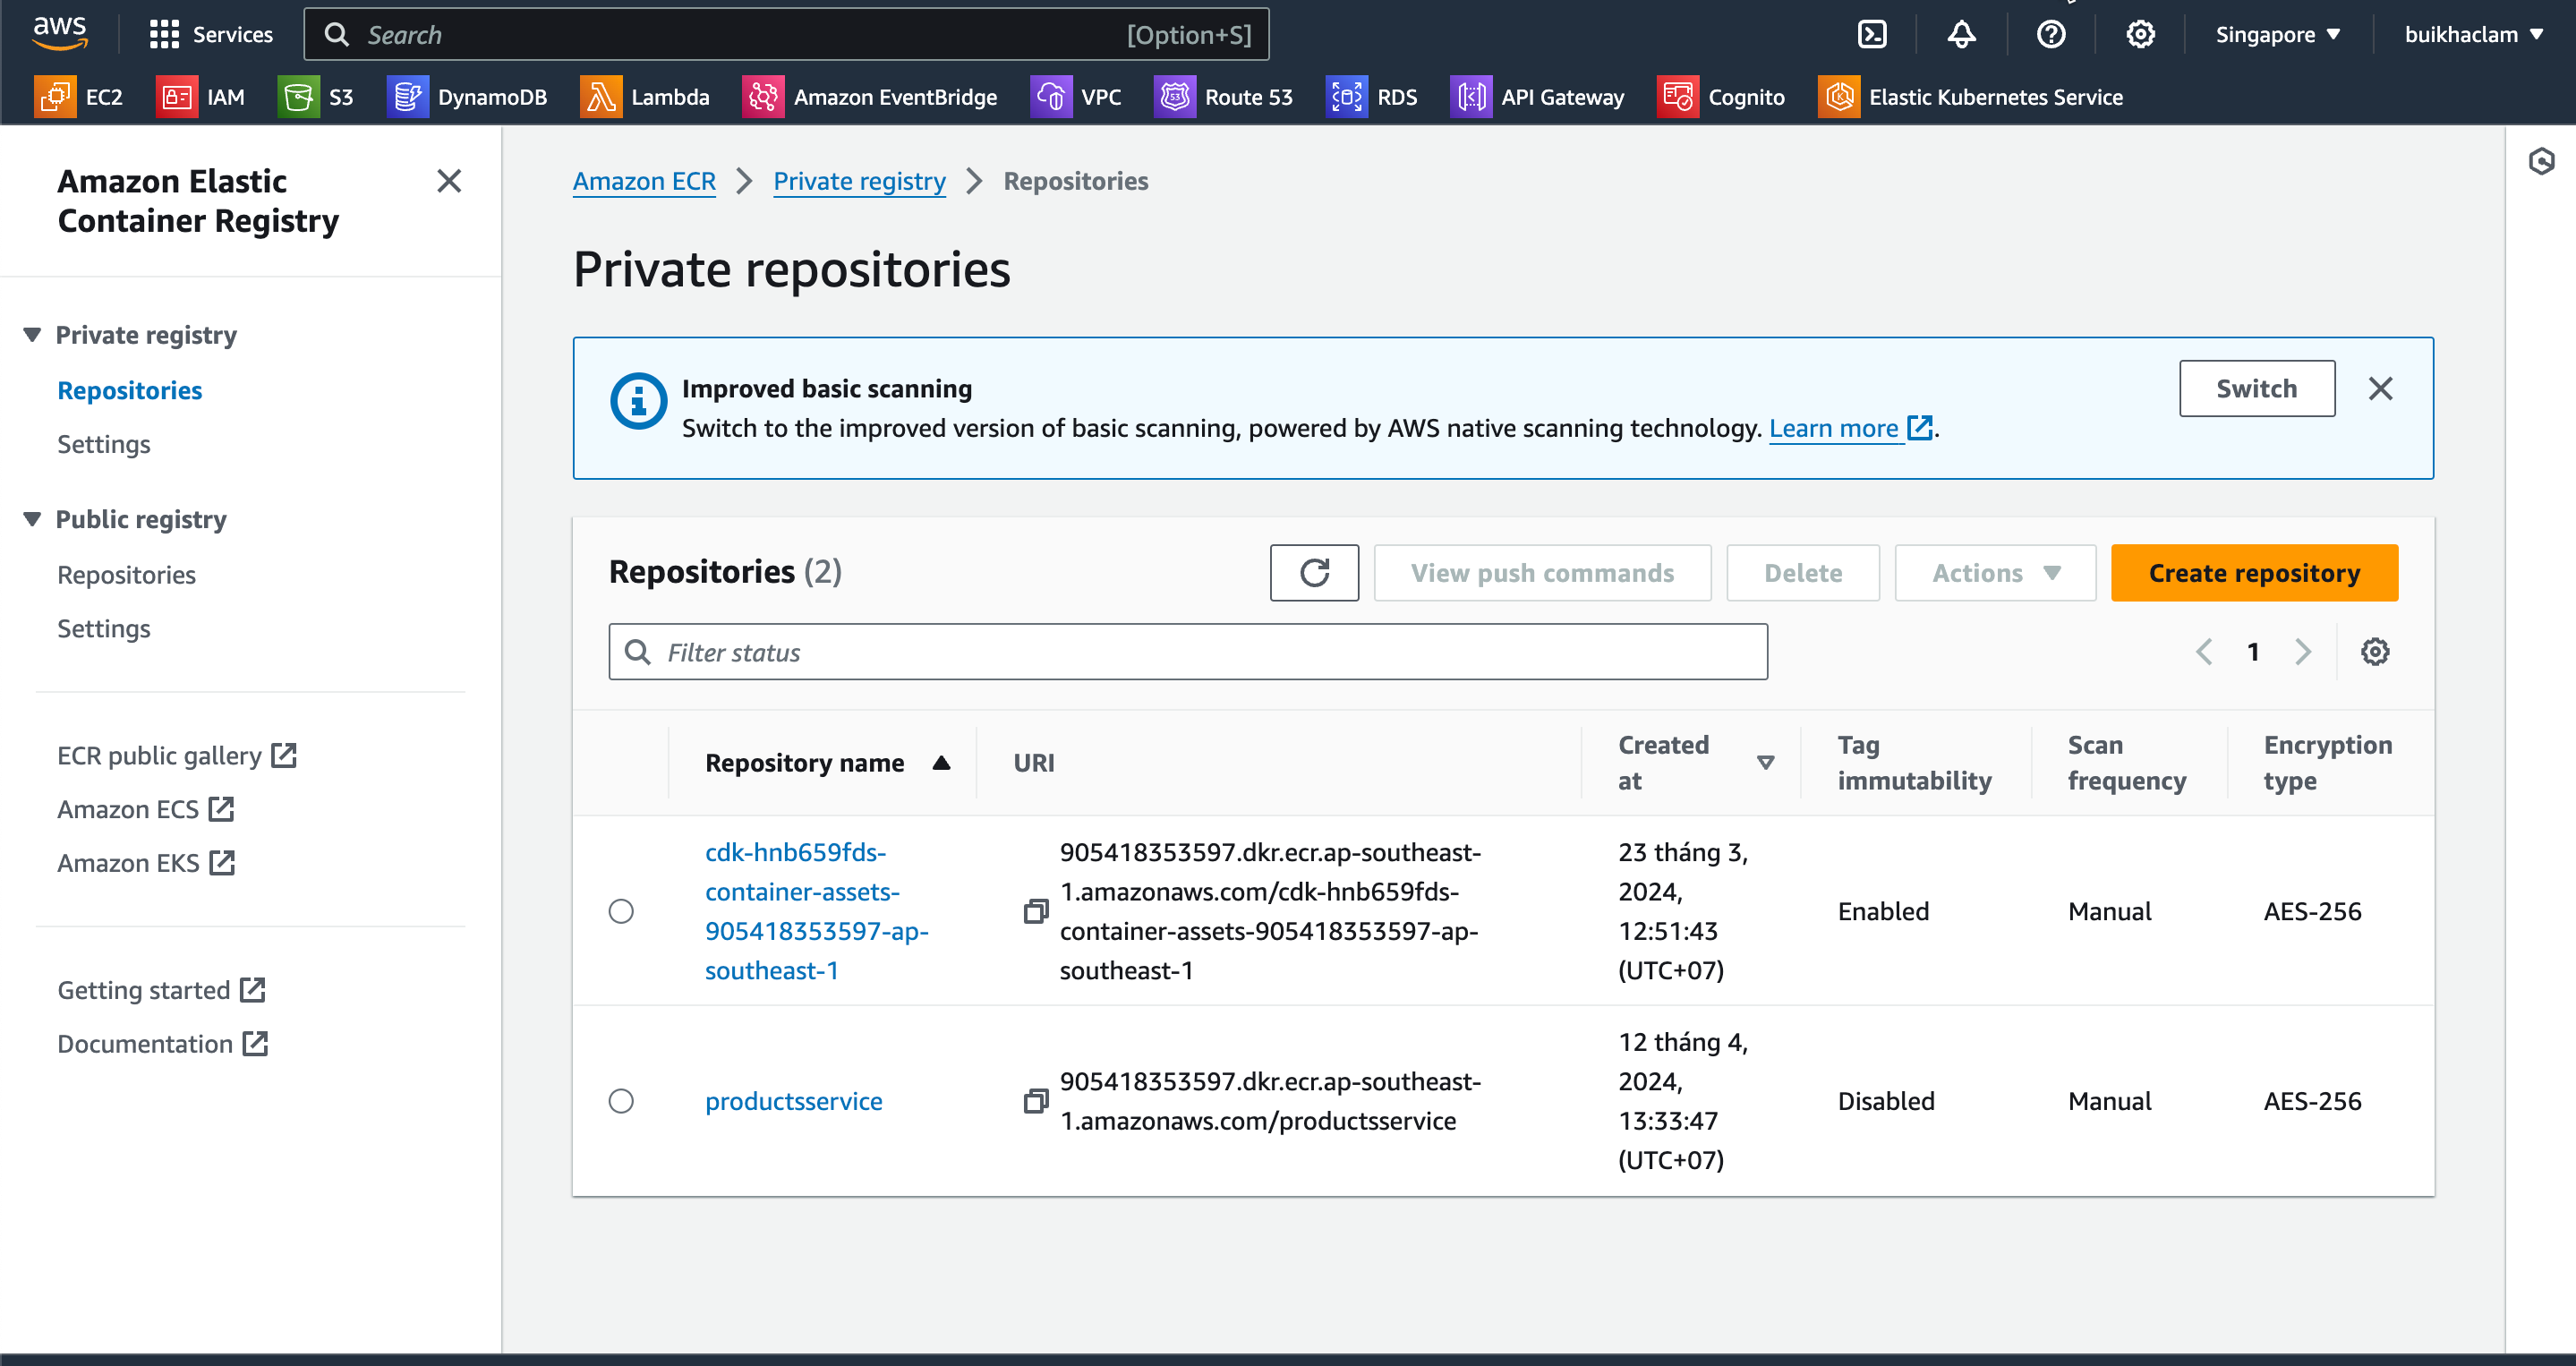 aws
Services
Search
[Option+S]
Singapore
buikhaclam
EC2
IAM
S3
DynamoDB
Lambda
Amazon EventBridge
VPC
Route 53
RDS
API Gateway
Cognito
Elastic Kubernetes Service
Amazon Elastic
Container Registry
Private registry
Repositories
Settings
Public registry
Repositories
Settings
ECR public gallery
Amazon ECS
Amazon EKS
Getting started
Documentation
Amazon ECR
Private registry
Repositories
Private repositories
Improved basic scanning
Switch to the improved version of basic scanning, powered by AWS native scanning technology. Learn more.
Switch
Repositories (2)
View push commands
Delete
Actions
Create repository
Filter status
1
Repository name
URI
Created
at
Tag
immutability
Scan
frequency
Encryption
type
cdk-hnb659fds-
container-assets-
905418353597-ap-
southeast-1
905418353597.dkr.ecr.ap-southeast-
1.amazonaws.com/cdk-hnb659fds-
container-assets-905418353597-ap-
southeast-1
23 tháng 3,
2024,
12:51:43
(UTC+07)
Enabled
Manual
AES-256
productsservice
905418353597.dkr.ecr.ap-southeast-
1.amazonaws.com/productsservice
12 tháng 4,
2024,
13:33:47
(UTC+07)
Disabled
Manual
AES-256